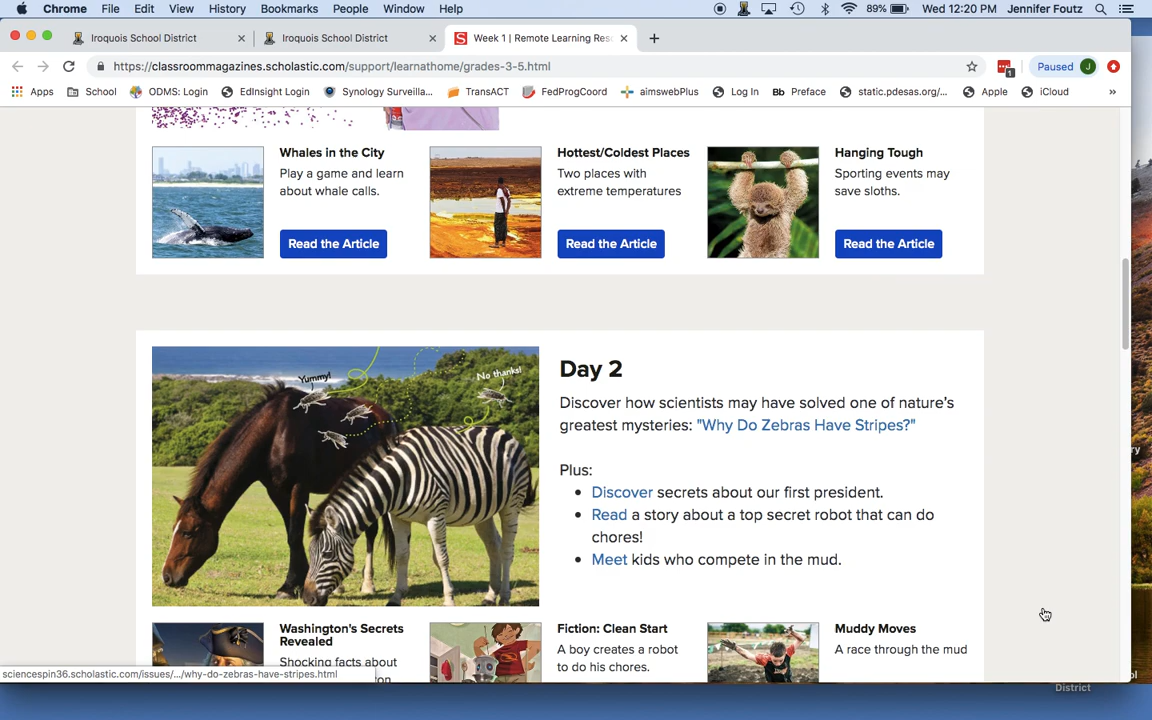 Chrome File Edit View History Bookmarks People Window Help 89% Wed 12:20 PM Jennifer Foutz
Iroquois School District Iroquois School District Week 1 | Remote Learning Res
https://classroommagazines.scholastic.com/support/learnathome/grades-3-5.html 1 Paused J
Apps School ODMS: Login EdInsight Login Synology Surveilla... TransACT FedProgCoord aimswebPlus Log In Bb Preface static.pdesas.org/... Apple iCloud »
Whales in the City
Play a game and learn
about whale calls.
Read the Article
Hottest/Coldest Places
Two places with
extreme temperatures
Read the Article
Hanging Tough
Sporting events may
save sloths.
Read the Article
Yummy!
No thanks!
Day 2
Discover how scientists may have solved one of nature's
greatest mysteries: "Why Do Zebras Have Stripes?"
Plus:
• Discover secrets about our first president.
• Read a story about a top secret robot that can do
chores!
• Meet kids who compete in the mud.
Washington's Secrets
Revealed
Shocking facts about
Fiction: Clean Start
A boy creates a robot
to do his chores.
Muddy Moves
A race through the mud
sciencespin36.scholastic.com/issues/.../why-do-zebras-have-stripes.html
District